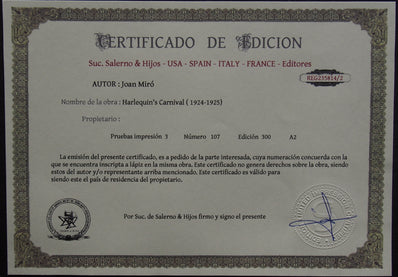 CERTIFICADO DE EDICION
Suc. Salerno & Hijos - USA - SPAIN - ITALY - FRANCE - Editores
REG235814/2
AUTOR : Joan Miró
Nombre de la obra : Harlequin's Carnival ( 1924-1925)
Propietario :
Pruebas impresión 3 Número 107 Edición 300 A2
La emisión del presente certificado, es a pedido de la parte interesada, cuya numeración concuerda con la
que se encuentra inscripta a lápiz en la misma obra. Este certificado no genera derechos sobre la obra, siendo
estos del autor y/o representante arriba mencionado. Este certificado es válido para
siendo este el país de residencia del propietario.
Por Suc. de Salerno & Hijos firmo y signo el presente